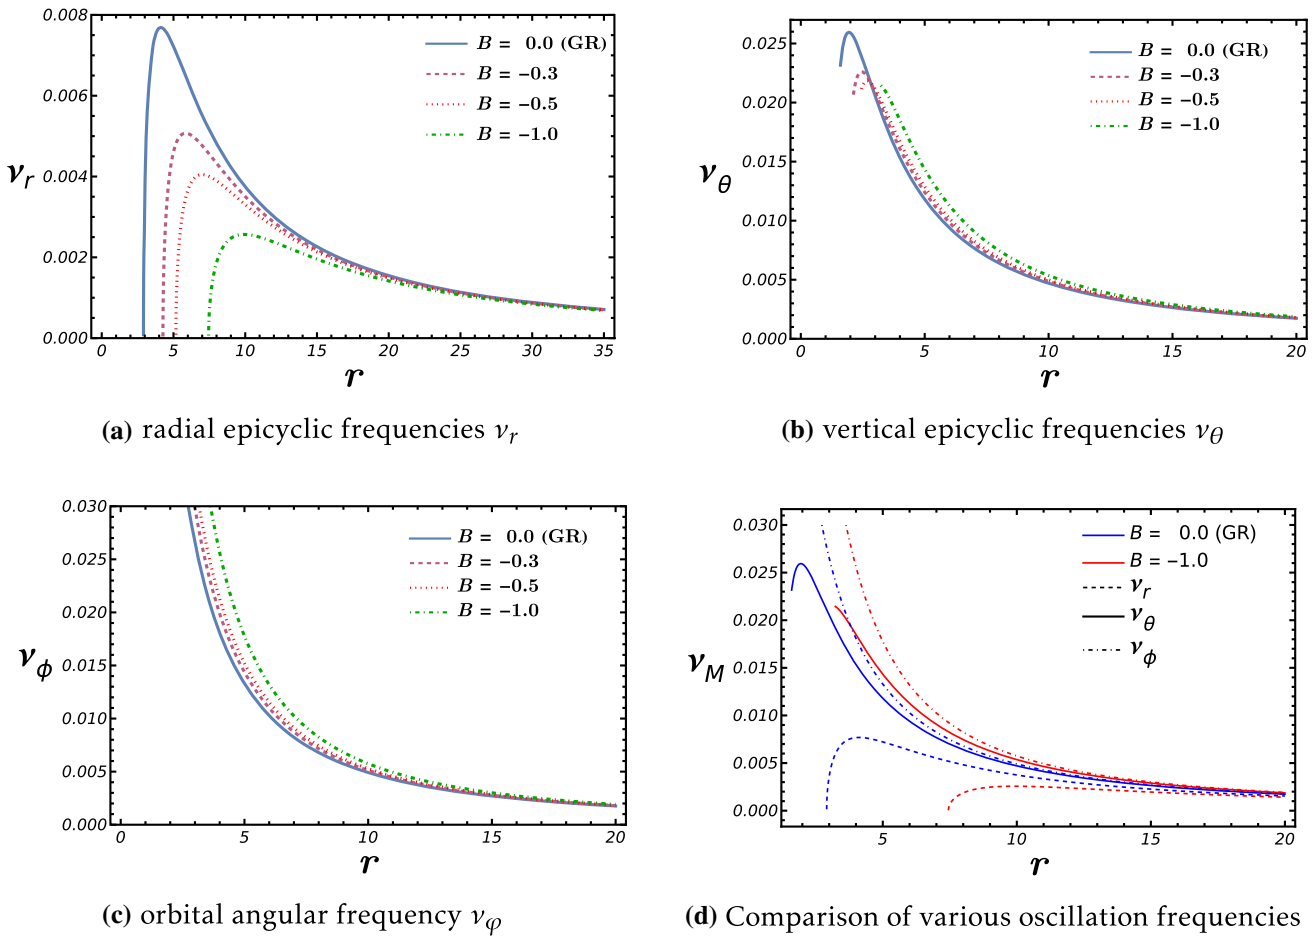 0.008
0.006
0.004
0.002
0.000
ν_r
B = 0.0 (GR)
B = −0.3
B = −0.5
B = −1.0
0 5 10 15 20 25 30 35
r
(a) radial epicyclic frequencies ν_r
0.025
0.020
0.015
0.010
0.005
0.000
ν_θ
B = 0.0 (GR)
B = −0.3
B = −0.5
B = −1.0
0 5 10 15 20
r
(b) vertical epicyclic frequencies ν_θ
0.030
0.025
0.020
0.015
0.010
0.005
0.000
ν_ϕ
B = 0.0 (GR)
B = −0.3
B = −0.5
B = −1.0
0 5 10 15 20
r
(c) orbital angular frequency ν_φ
0.030
0.025
0.020
0.015
0.010
0.005
0.000
ν_M
B = 0.0 (GR)
B = −1.0
ν_r
ν_θ
ν_ϕ
5 10 15 20
r
(d) Comparison of various oscillation frequencies